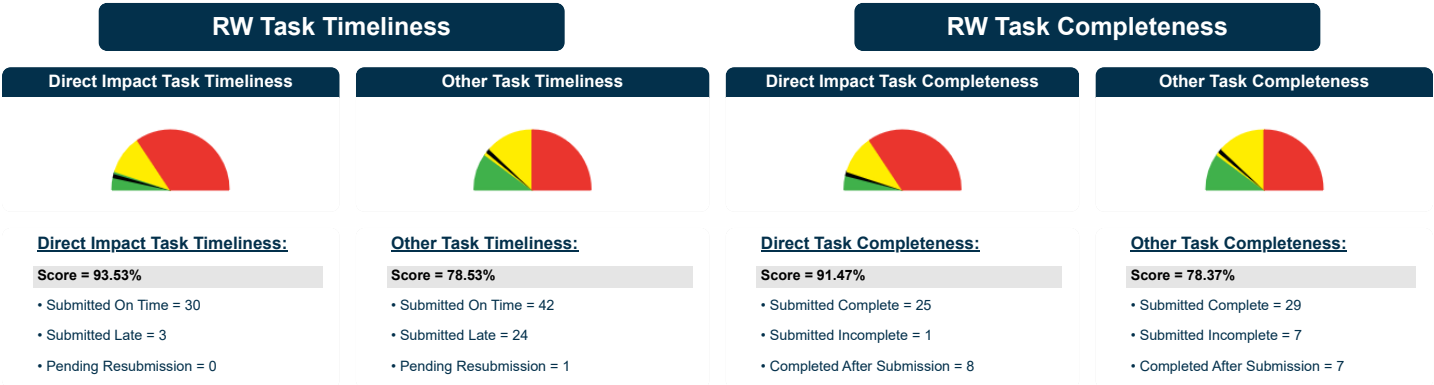 RW Task Timeliness
RW Task Completeness
Direct Impact Task Timeliness
Other Task Timeliness
Direct Impact Task Completeness
Other Task Completeness
Direct Impact Task Timeliness:
Score = 93.53%
• Submitted On Time = 30
• Submitted Late = 3
• Pending Resubmission = 0
Other Task Timeliness:
Score = 78.53%
• Submitted On Time = 42
• Submitted Late = 24
• Pending Resubmission = 1
Direct Task Completeness:
Score = 91.47%
• Submitted Complete = 25
• Submitted Incomplete = 1
• Completed After Submission = 8
Other Task Completeness:
Score = 78.37%
• Submitted Complete = 29
• Submitted Incomplete = 7
• Completed After Submission = 7